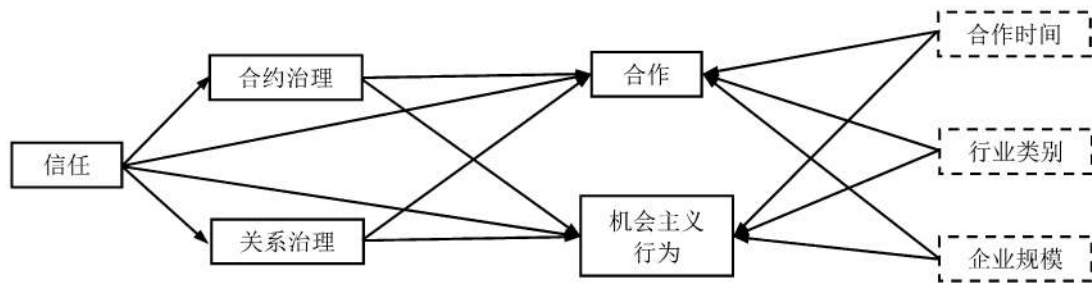 合作时间
合约治理
合作
信任
行业类别
关系治理
机会主义
行为
企业规模